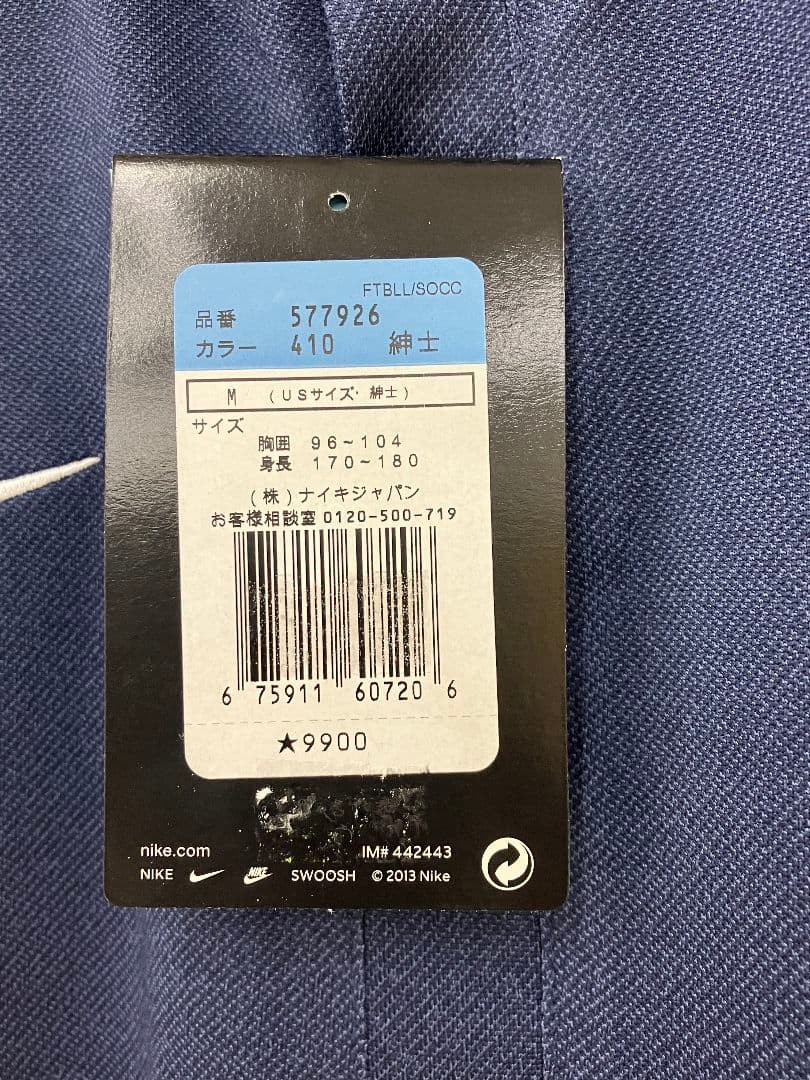 FTBLL/SOCC
品番 577926
カラー 410 紳士
M (USサイズ・紳士)
サイズ
胸囲 96~104
身長 170~180
(株)ナイキジャパン
お客様相談室 0120-500-719
6 75911 60720 6
★9900
nike.com IM# 442443
NIKE NIKE SWOOSH © 2013 Nike